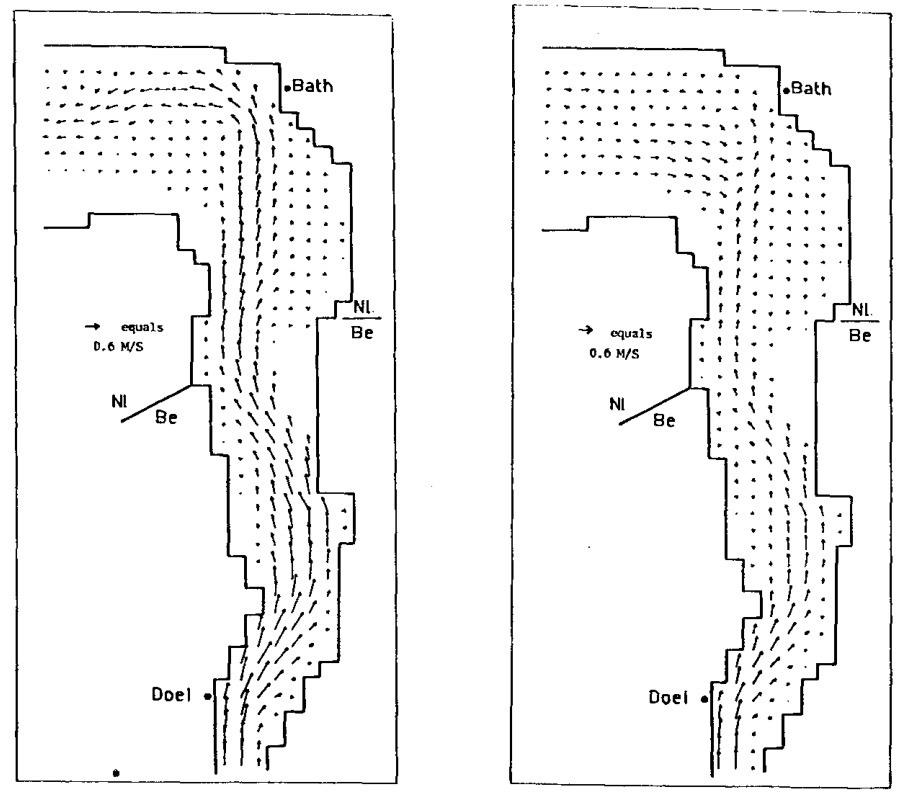 Bath
Nl.
Be
equals
0.6 M/S
Nl
Be
Doel
Bath
Nl.
Be
equals
0.6 M/S
Nl
Be
Doel